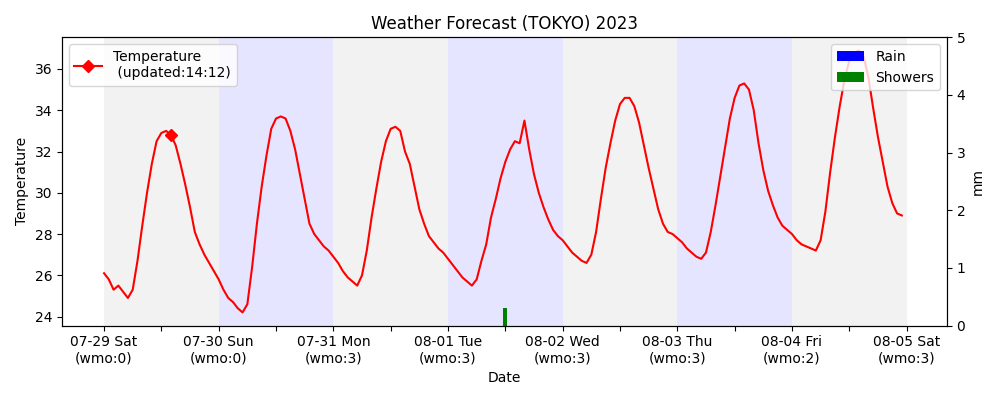 Weather Forecast (TOKYO) 2023
Temperature
(updated:14:12)
Rain
Showers
Temperature
36
34
32
30
28
26
24
5
4
3
2
1
0
mm
07-29 Sat
(wmo:0)
07-30 Sun
(wmo:0)
07-31 Mon
(wmo:3)
08-01 Tue
(wmo:3)
08-02 Wed
(wmo:3)
08-03 Thu
(wmo:3)
08-04 Fri
(wmo:2)
08-05 Sat
(wmo:3)
Date